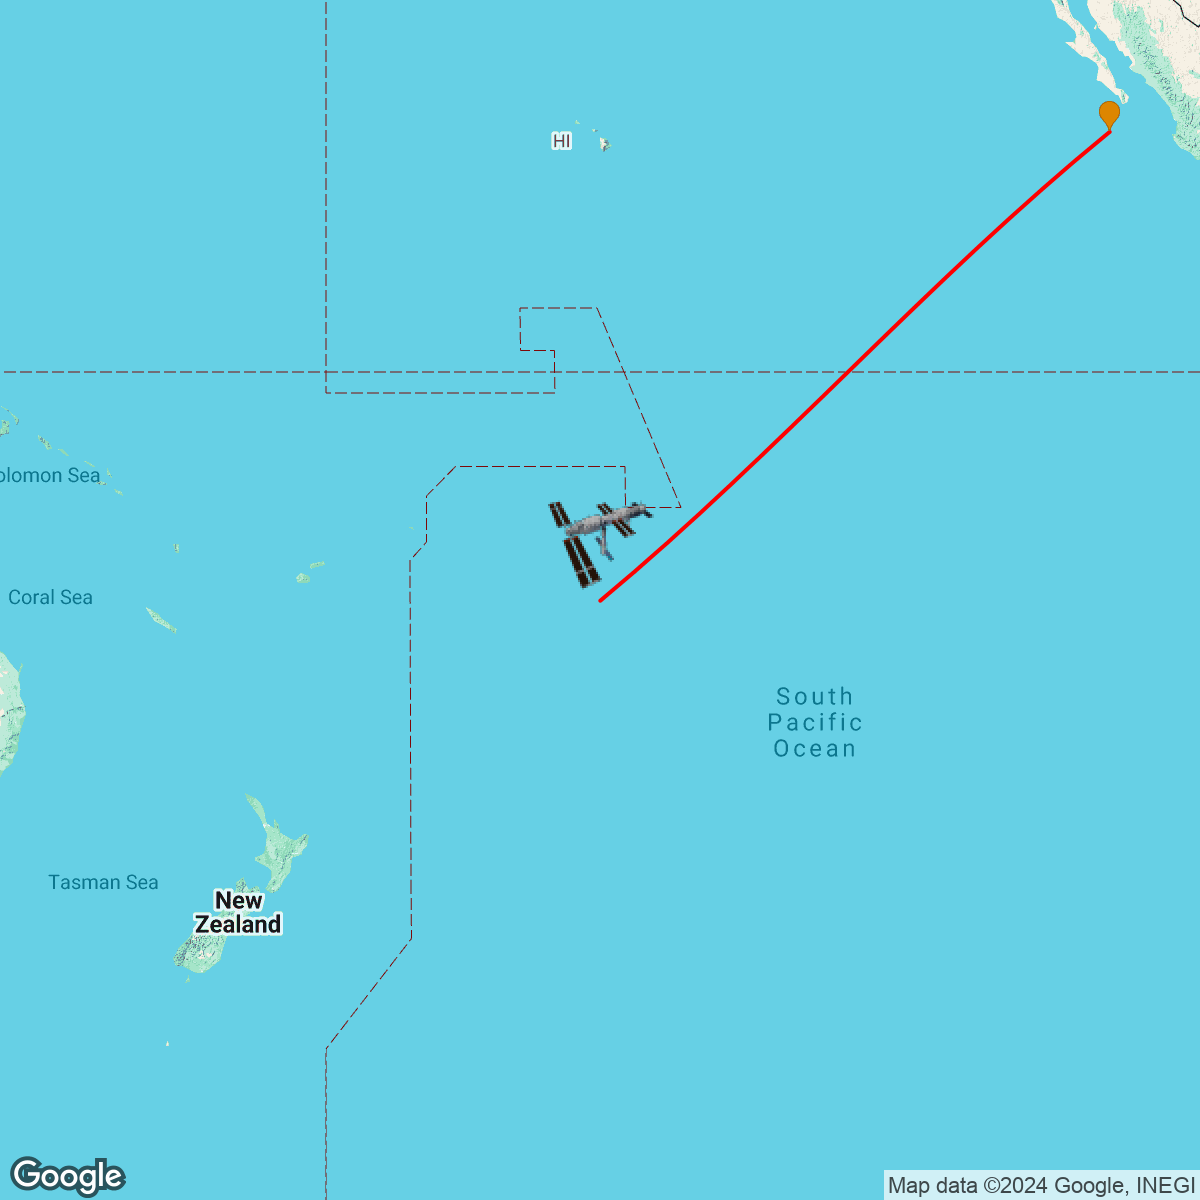 HI
olomon Sea
Coral Sea
South
Pacific
Ocean
Tasman Sea
New
Zealand
Google
Map data ©2024 Google, INEGI